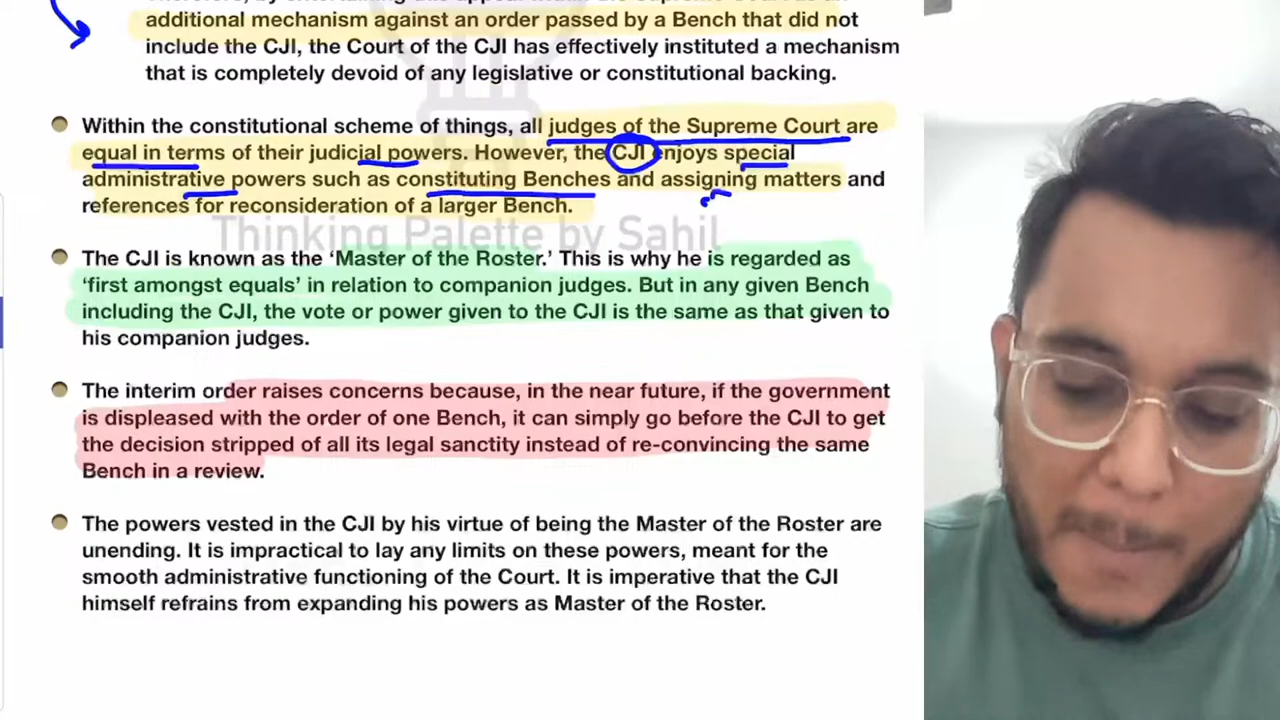 additional mechanism against an order passed by a Bench that did not
include the CJI, the Court of the CJI has effectively instituted a mechanism
that is completely devoid of any legislative or constitutional backing.
Within the constitutional scheme of things, all judges of the Supreme Court are
equal in terms of their judicial powers. However, the CJI enjoys special
administrative powers such as constituting Benches and assigning matters and
references for reconsideration of a larger Bench.
Thinking Palette by Sahil
The CJI is known as the ‘Master of the Roster.’ This is why he is regarded as
‘first amongst equals’ in relation to companion judges. But in any given Bench
including the CJI, the vote or power given to the CJI is the same as that given to
his companion judges.
The interim order raises concerns because, in the near future, if the government
is displeased with the order of one Bench, it can simply go before the CJI to get
the decision stripped of all its legal sanctity instead of re-convincing the same
Bench in a review.
The powers vested in the CJI by his virtue of being the Master of the Roster are
unending. It is impractical to lay any limits on these powers, meant for the
smooth administrative functioning of the Court. It is imperative that the CJI
himself refrains from expanding his powers as Master of the Roster.